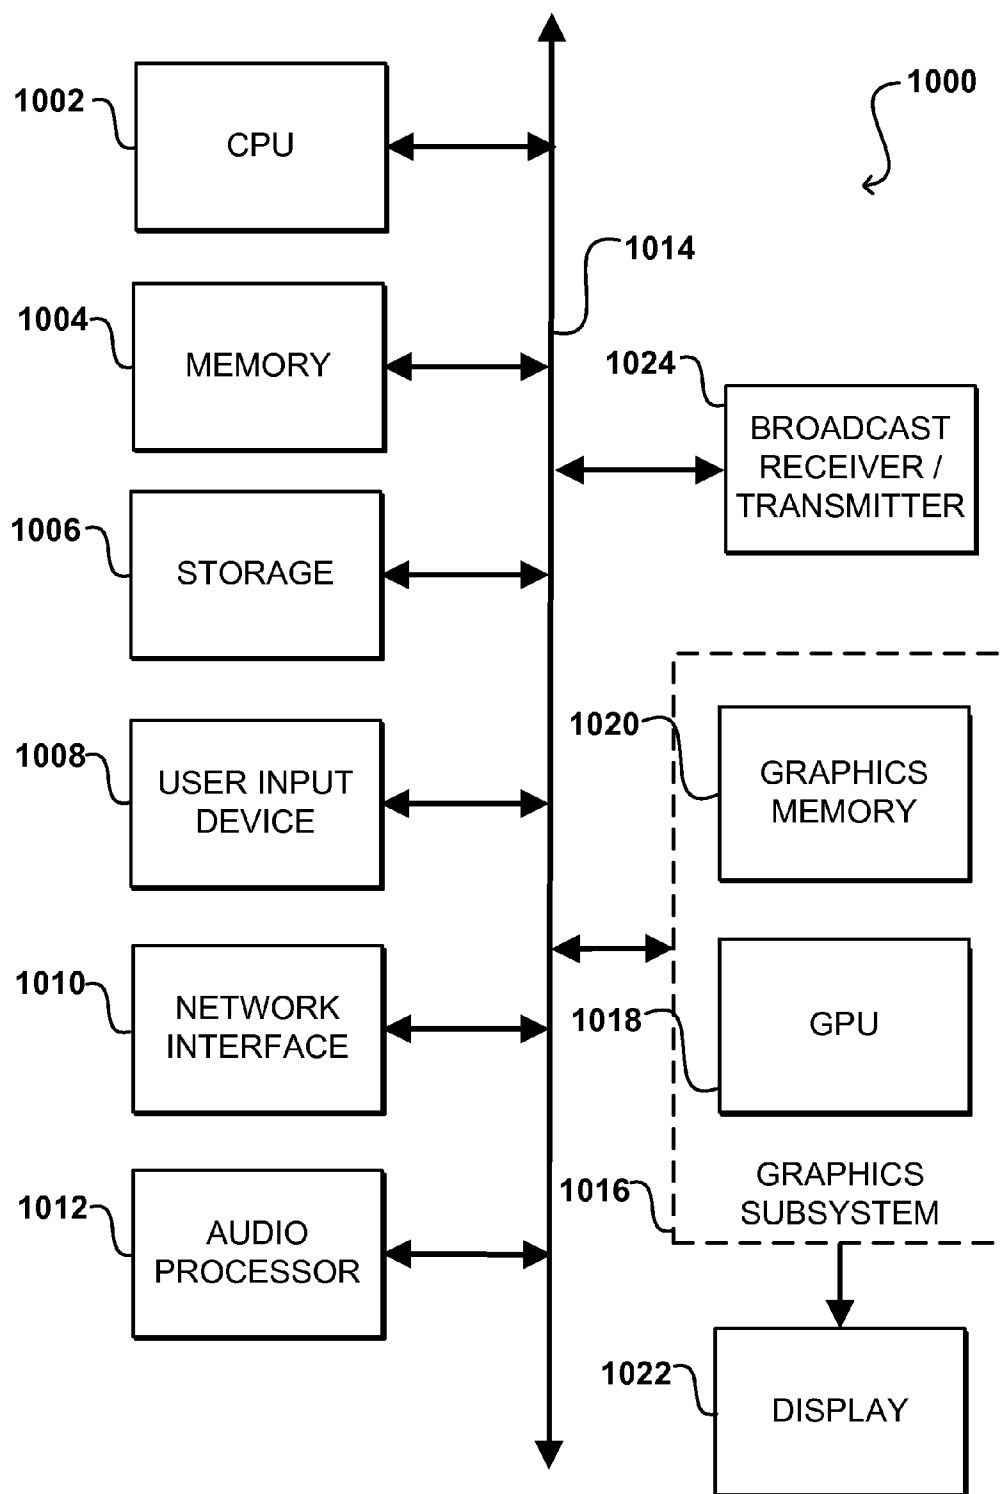 1000
1002
CPU
1014
1004
MEMORY
1024
BROADCAST
RECEIVER /
TRANSMITTER
1006
STORAGE
1020
GRAPHICS
MEMORY
1008
USER INPUT
DEVICE
1010
NETWORK
INTERFACE
1018
GPU
1016
GRAPHICS
SUBSYSTEM
1012
AUDIO
PROCESSOR
1022
DISPLAY